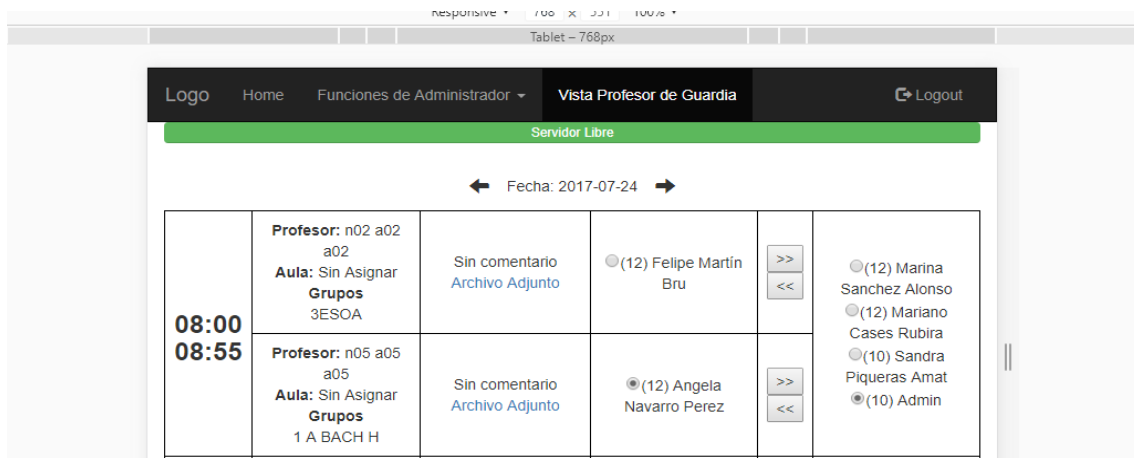 Responsive ▾ 768 × 551 100% ▾
Tablet – 768px
Logo Home Funciones de Administrador Vista Profesor de Guardia Logout
Servidor Libre
Fecha: 2017-07-24
08:00
08:55
Profesor: n02 a02
a02
Aula: Sin Asignar
Grupos
3ESOA
Sin comentario
Archivo Adjunto
(12) Felipe Martín
Bru
>>
<<
Profesor: n05 a05
a05
Aula: Sin Asignar
Grupos
1 A BACH H
Sin comentario
Archivo Adjunto
(12) Angela
Navarro Perez
>>
<<
(12) Marina
Sanchez Alonso
(12) Mariano
Cases Rubira
(10) Sandra
Piqueras Amat
(10) Admin